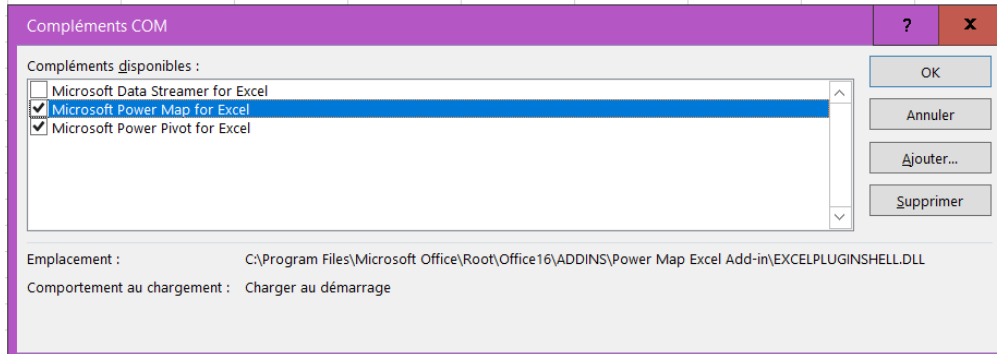 Compléments COM
?
x
Compléments disponibles :
Microsoft Data Streamer for Excel
Microsoft Power Map for Excel
Microsoft Power Pivot for Excel
OK
Annuler
Ajouter...
Supprimer
Emplacement : C:\Program Files\Microsoft Office\Root\Office16\ADDINS\Power Map Excel Add-in\EXCELPLUGINSHELL.DLL
Comportement au chargement : Charger au démarrage